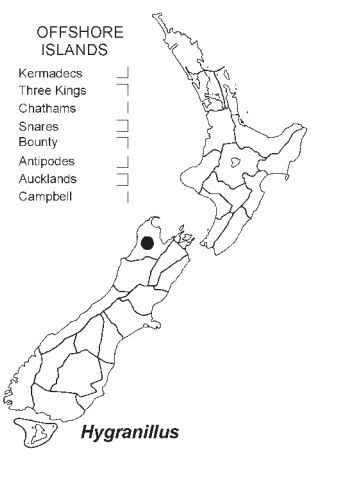 OFFSHORE
ISLANDS
Kermadecs
Three Kings
Chathams
Snares
Bounty
Antipodes
Aucklands
Campbell
Hygranillus